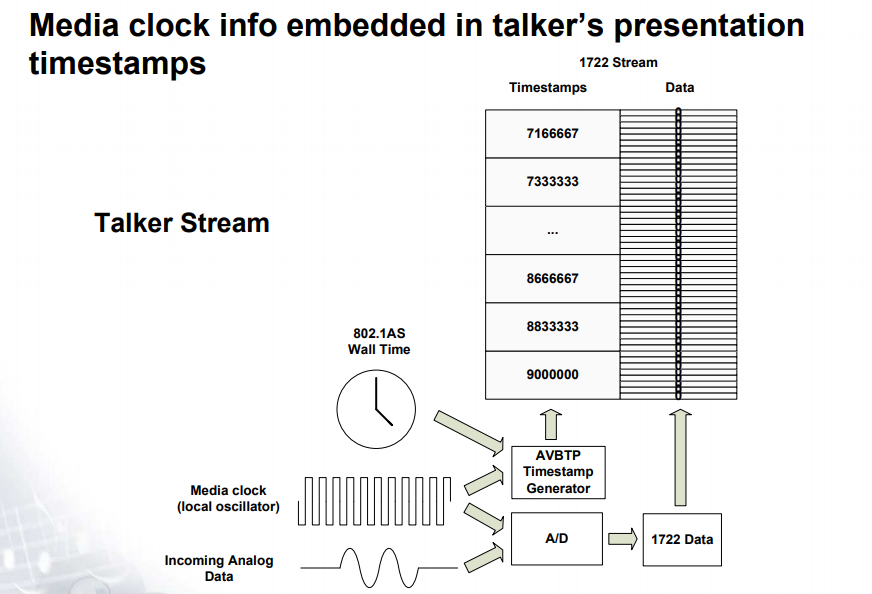 Media clock info embedded in talker's presentation
timestamps
1722 Stream
Timestamps
Data
7166667
7333333
...
8666667
8833333
9000000
Talker Stream
802.1AS
Wall Time
AVBTP
Timestamp
Generator
Media clock
(local oscillator)
A/D
1722 Data
Incoming Analog
Data